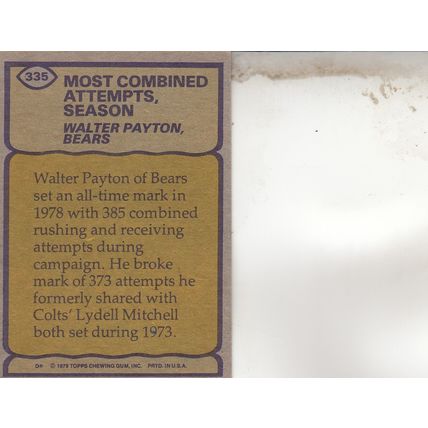 335
MOST COMBINED
ATTEMPTS,
SEASON
WALTER PAYTON,
BEARS
Walter Payton of Bears
set an all-time mark in
1978 with 385 combined
rushing and receiving
attempts during
campaign. He broke
mark of 373 attempts he
formerly shared with
Colts' Lydell Mitchell
both set during 1973.
D* © 1979 TOPPS CHEWING GUM, INC. PRTD. IN U.S.A.